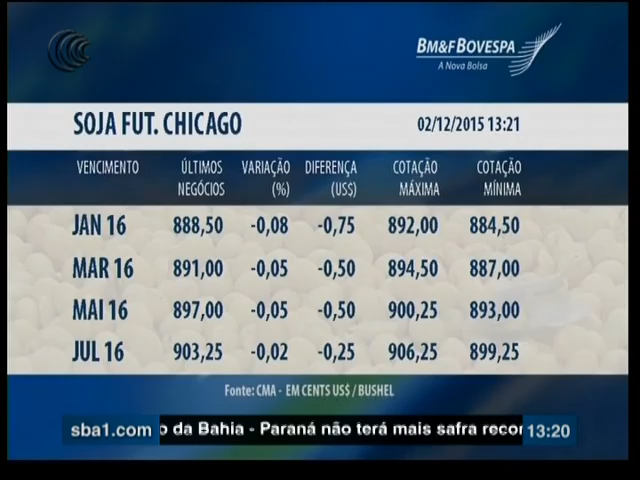 BM&FBOVESPA
A Nova Bolsa
SOJA FUT. CHICAGO 02/12/2015 13:21
VENCIMENTO ÚLTIMOS NEGÓCIOS VARIAÇÃO (%) DIFERENÇA (US$) COTAÇÃO MÁXIMA COTAÇÃO MÍNIMA
JAN 16 888,50 -0,08 -0,75 892,00 884,50
MAR 16 891,00 -0,05 -0,50 894,50 887,00
MAI 16 897,00 -0,05 -0,50 900,25 893,00
JUL 16 903,25 -0,02 -0,25 906,25 899,25
Fonte: CMA - EM CENTS US$ / BUSHEL
sba1.com o da Bahia - Paraná não terá mais safra recor 13:20